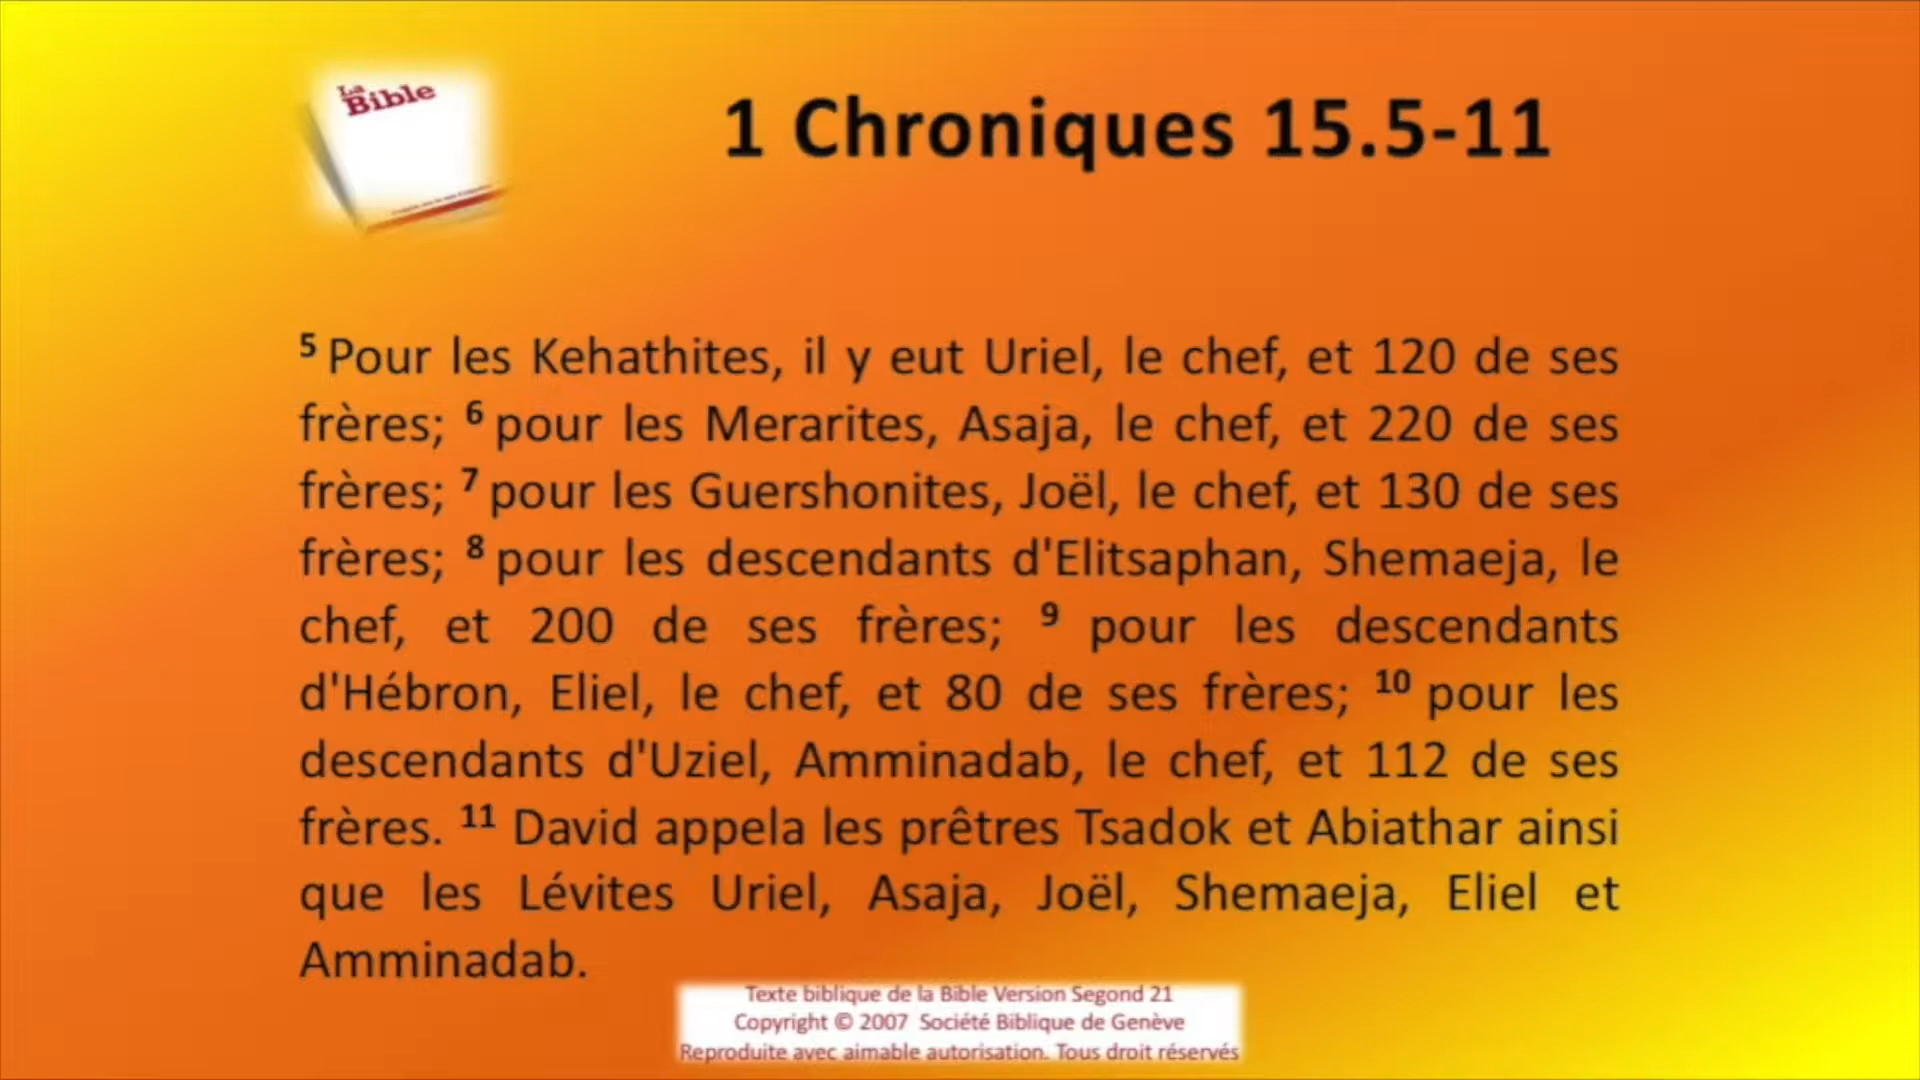 La
Bible
1 Chroniques 15.5-11
5 Pour les Kehathites, il y eut Uriel, le chef, et 120 de ses
frères; 6 pour les Merarites, Asaja, le chef, et 220 de ses
frères; 7 pour les Guershonites, Joël, le chef, et 130 de ses
frères; 8 pour les descendants d'Elitsaphan, Shemaeja, le
chef, et 200 de ses frères; 9 pour les descendants
d'Hébron, Eliel, le chef, et 80 de ses frères; 10 pour les
descendants d'Uziel, Amminadab, le chef, et 112 de ses
frères. 11 David appela les prêtres Tsadok et Abiathar ainsi
que les Lévites Uriel, Asaja, Joël, Shemaeja, Eliel et
Amminadab.
Texte biblique de la Bible Version Segond 21
Copyright © 2007 Société Biblique de Genève
Reproduite avec aimable autorisation. Tous droit réservés